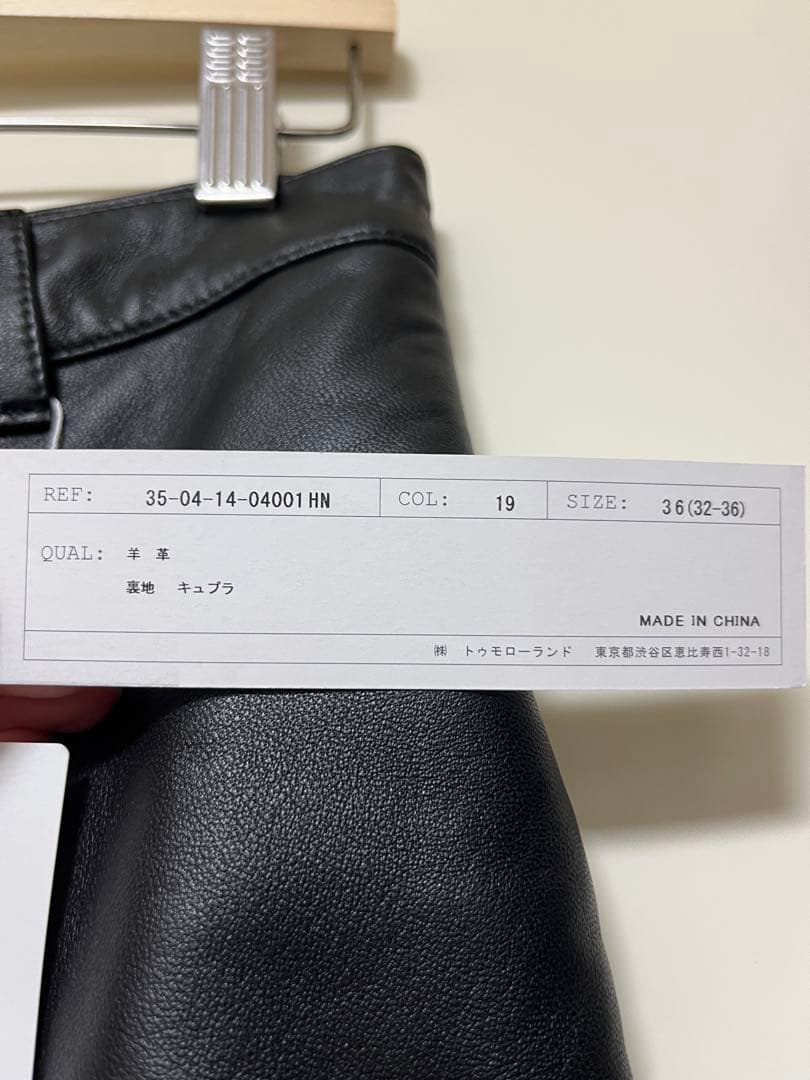 REF: 35-04-14-04001HN COL: 19 SIZE: 36(32-36)
QUAL: 羊 革
裏地 キュプラ
MADE IN CHINA
㈱ トゥモローランド 東京都渋谷区恵比寿西1-32-18